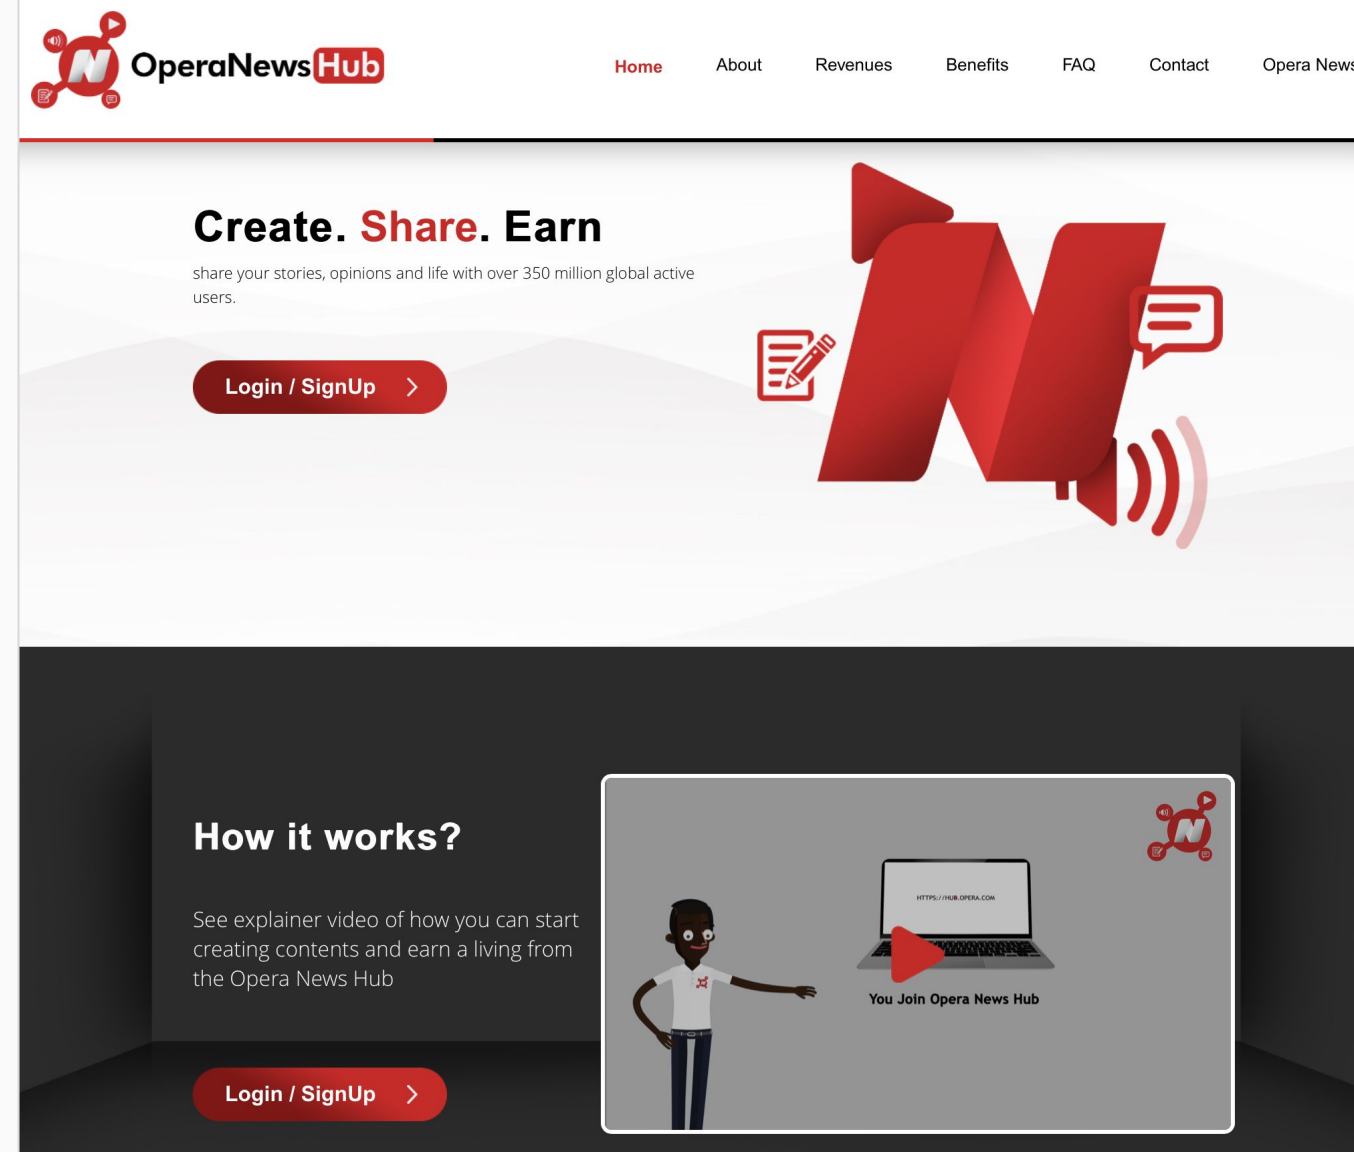 OperaNewsHub
Home About Revenues Benefits FAQ Contact Opera News
Create. Share. Earn
share your stories, opinions and life with over 350 million global active
users.
Login / SignUp
How it works?
See explainer video of how you can start
creating contents and earn a living from
the Opera News Hub
Login / SignUp
HTTPS://HUB.OPERA.COM
You Join Opera News Hub